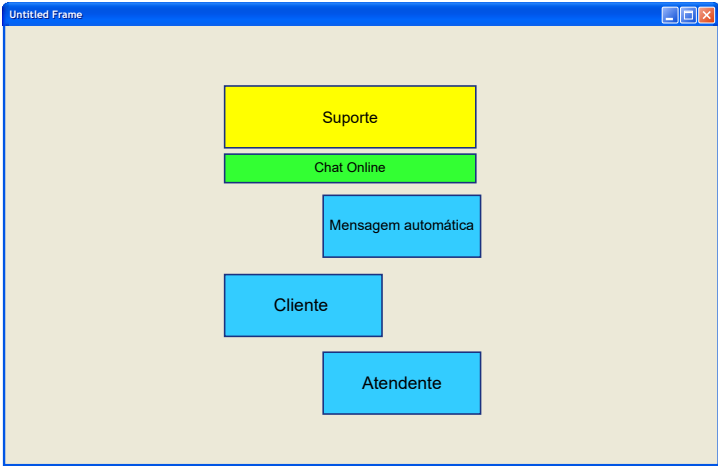 Untitled Frame
Suporte
Chat Online
Mensagem automática
Cliente
Atendente